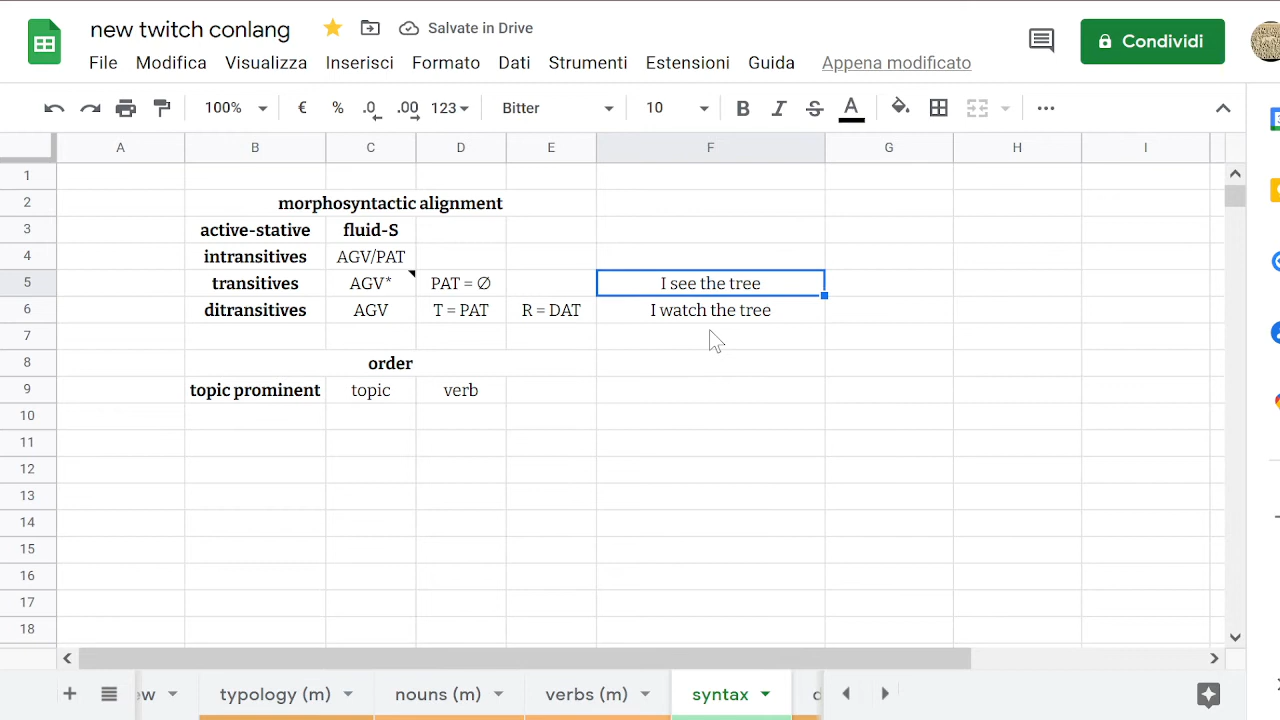 new twitch conlang
Salvate in Drive
Condividi
File Modifica Visualizza Inserisci Formato Dati Strumenti Estensioni Guida Appena modificato
100% € % .0 .00 123 Bitter 10 B I S A
A B C D E F G H I
1
2 morphosyntactic alignment
3 active-stative fluid-S
4 intransitives AGV/PAT
5 transitives AGV* PAT = ∅ I see the tree
6 ditransitives AGV T = PAT R = DAT I watch the tree
7
8 order
9 topic prominent topic verb
10
11
12
13
14
15
16
17
18
typology (m) nouns (m) verbs (m) syntax